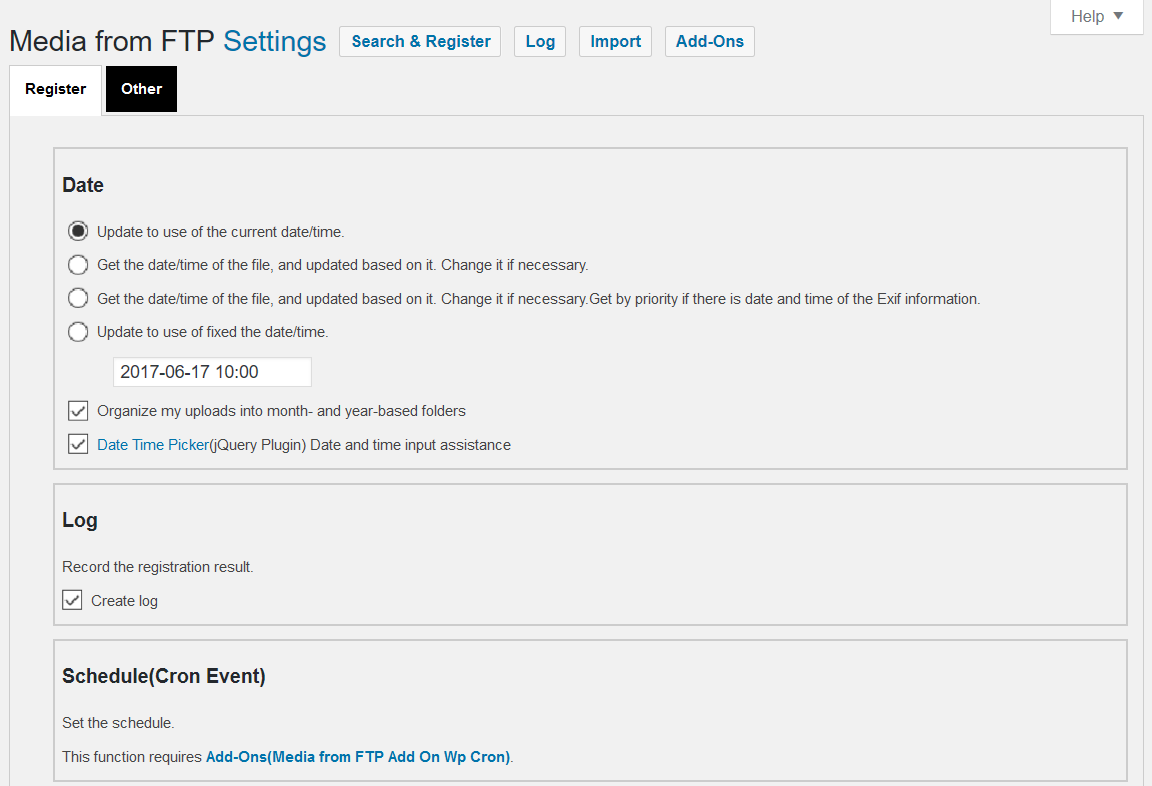 Help
Media from FTP Settings Search & Register Log Import Add-Ons
Register Other
Date
Update to use of the current date/time.
Get the date/time of the file, and updated based on it. Change it if necessary.
Get the date/time of the file, and updated based on it. Change it if necessary.Get by priority if there is date and time of the Exif information.
Update to use of fixed the date/time.
2017-06-17 10:00
Organize my uploads into month- and year-based folders
Date Time Picker(jQuery Plugin) Date and time input assistance
Log
Record the registration result.
Create log
Schedule(Cron Event)
Set the schedule.
This function requires Add-Ons(Media from FTP Add On Wp Cron).